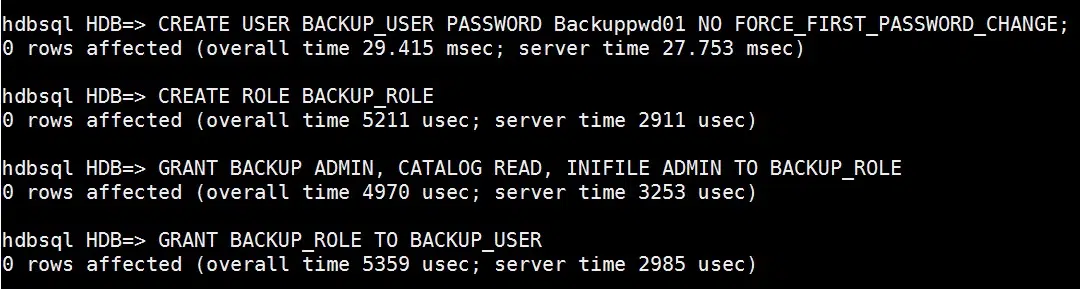 hdbsql HDB=> CREATE USER BACKUP_USER PASSWORD Backuppwd01 NO FORCE_FIRST_PASSWORD_CHANGE;
0 rows affected (overall time 29.415 msec; server time 27.753 msec)
hdbsql HDB=> CREATE ROLE BACKUP_ROLE
0 rows affected (overall time 5211 usec; server time 2911 usec)
hdbsql HDB=> GRANT BACKUP ADMIN, CATALOG READ, INIFILE ADMIN TO BACKUP_ROLE
0 rows affected (overall time 4970 usec; server time 3253 usec)
hdbsql HDB=> GRANT BACKUP_ROLE TO BACKUP_USER
0 rows affected (overall time 5359 usec; server time 2985 usec)